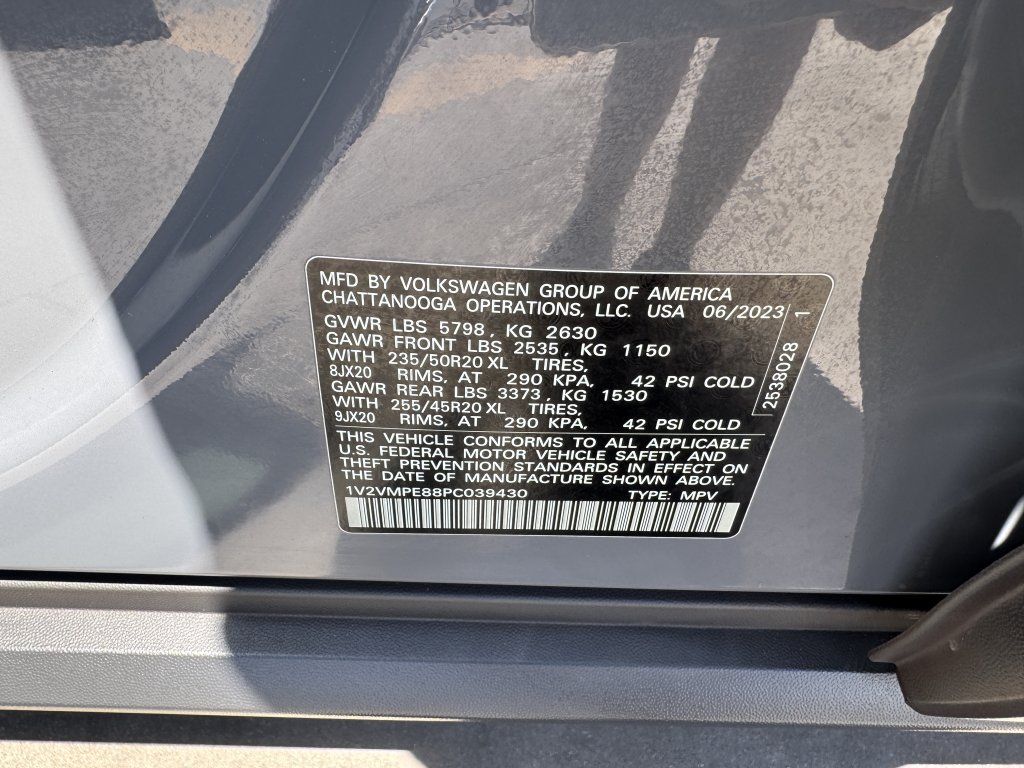 MFD BY VOLKSWAGEN GROUP OF AMERICA
CHATTANOOGA OPERATIONS, LLC. USA 06/2023
GVWR LBS 5798, KG 2630
GAWR FRONT LBS 2535, KG 1150
WITH 235/50R20 XL TIRES,
8JX20 RIMS, AT 290 KPA, 42 PSI COLD
GAWR REAR LBS 3373, KG 1530
WITH 255/45R20 XL TIRES,
9JX20 RIMS, AT 290 KPA, 42 PSI COLD
2538028 1
THIS VEHICLE CONFORMS TO ALL APPLICABLE
U.S. FEDERAL MOTOR VEHICLE SAFETY AND
THEFT PREVENTION STANDARDS IN EFFECT ON
THE DATE OF MANUFACTURE SHOWN ABOVE.
1V2VMPE88PC039430 TYPE: MPV